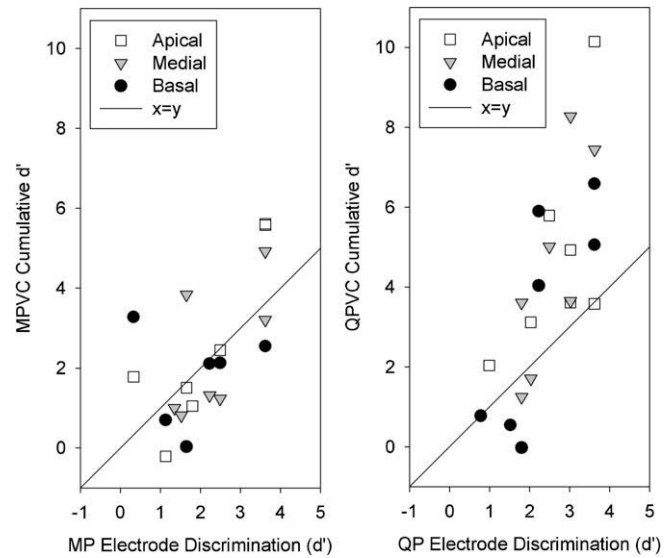 10
8
6
4
2
0
MPVC Cumulative d'
Apical
Medial
Basal
x=y
-1 0 1 2 3 4 5
MP Electrode Discrimination (d')
10
8
6
4
2
0
QPVC Cumulative d'
Apical
Medial
Basal
x=y
-1 0 1 2 3 4 5
QP Electrode Discrimination (d')